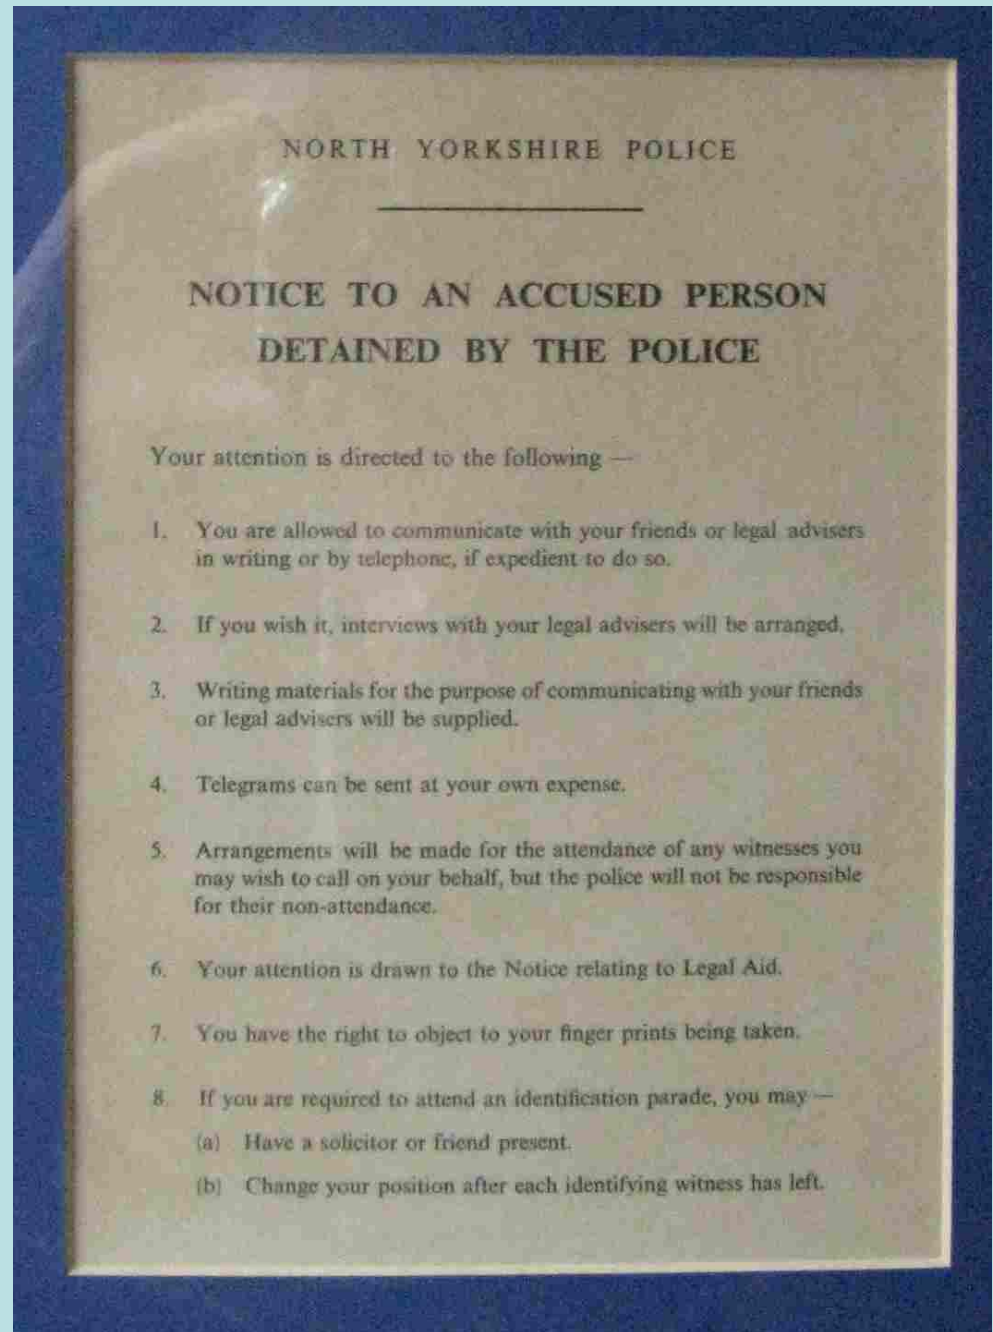 NORTH YORKSHIRE POLICE
NOTICE TO AN ACCUSED PERSON
DETAINED BY THE POLICE
Your attention is directed to the following —
1. You are allowed to communicate with your friends or legal advisers
in writing or by telephone, if expedient to do so.
2. If you wish it, interviews with your legal advisers will be arranged.
3. Writing materials for the purpose of communicating with your friends
or legal advisers will be supplied.
4. Telegrams can be sent at your own expense.
5. Arrangements will be made for the attendance of any witnesses you
may wish to call on your behalf, but the police will not be responsible
for their non-attendance.
6. Your attention is drawn to the Notice relating to Legal Aid.
7. You have the right to object to your finger prints being taken.
8. If you are required to attend an identification parade, you may —
(a) Have a solicitor or friend present.
(b) Change your position after each identifying witness has left.